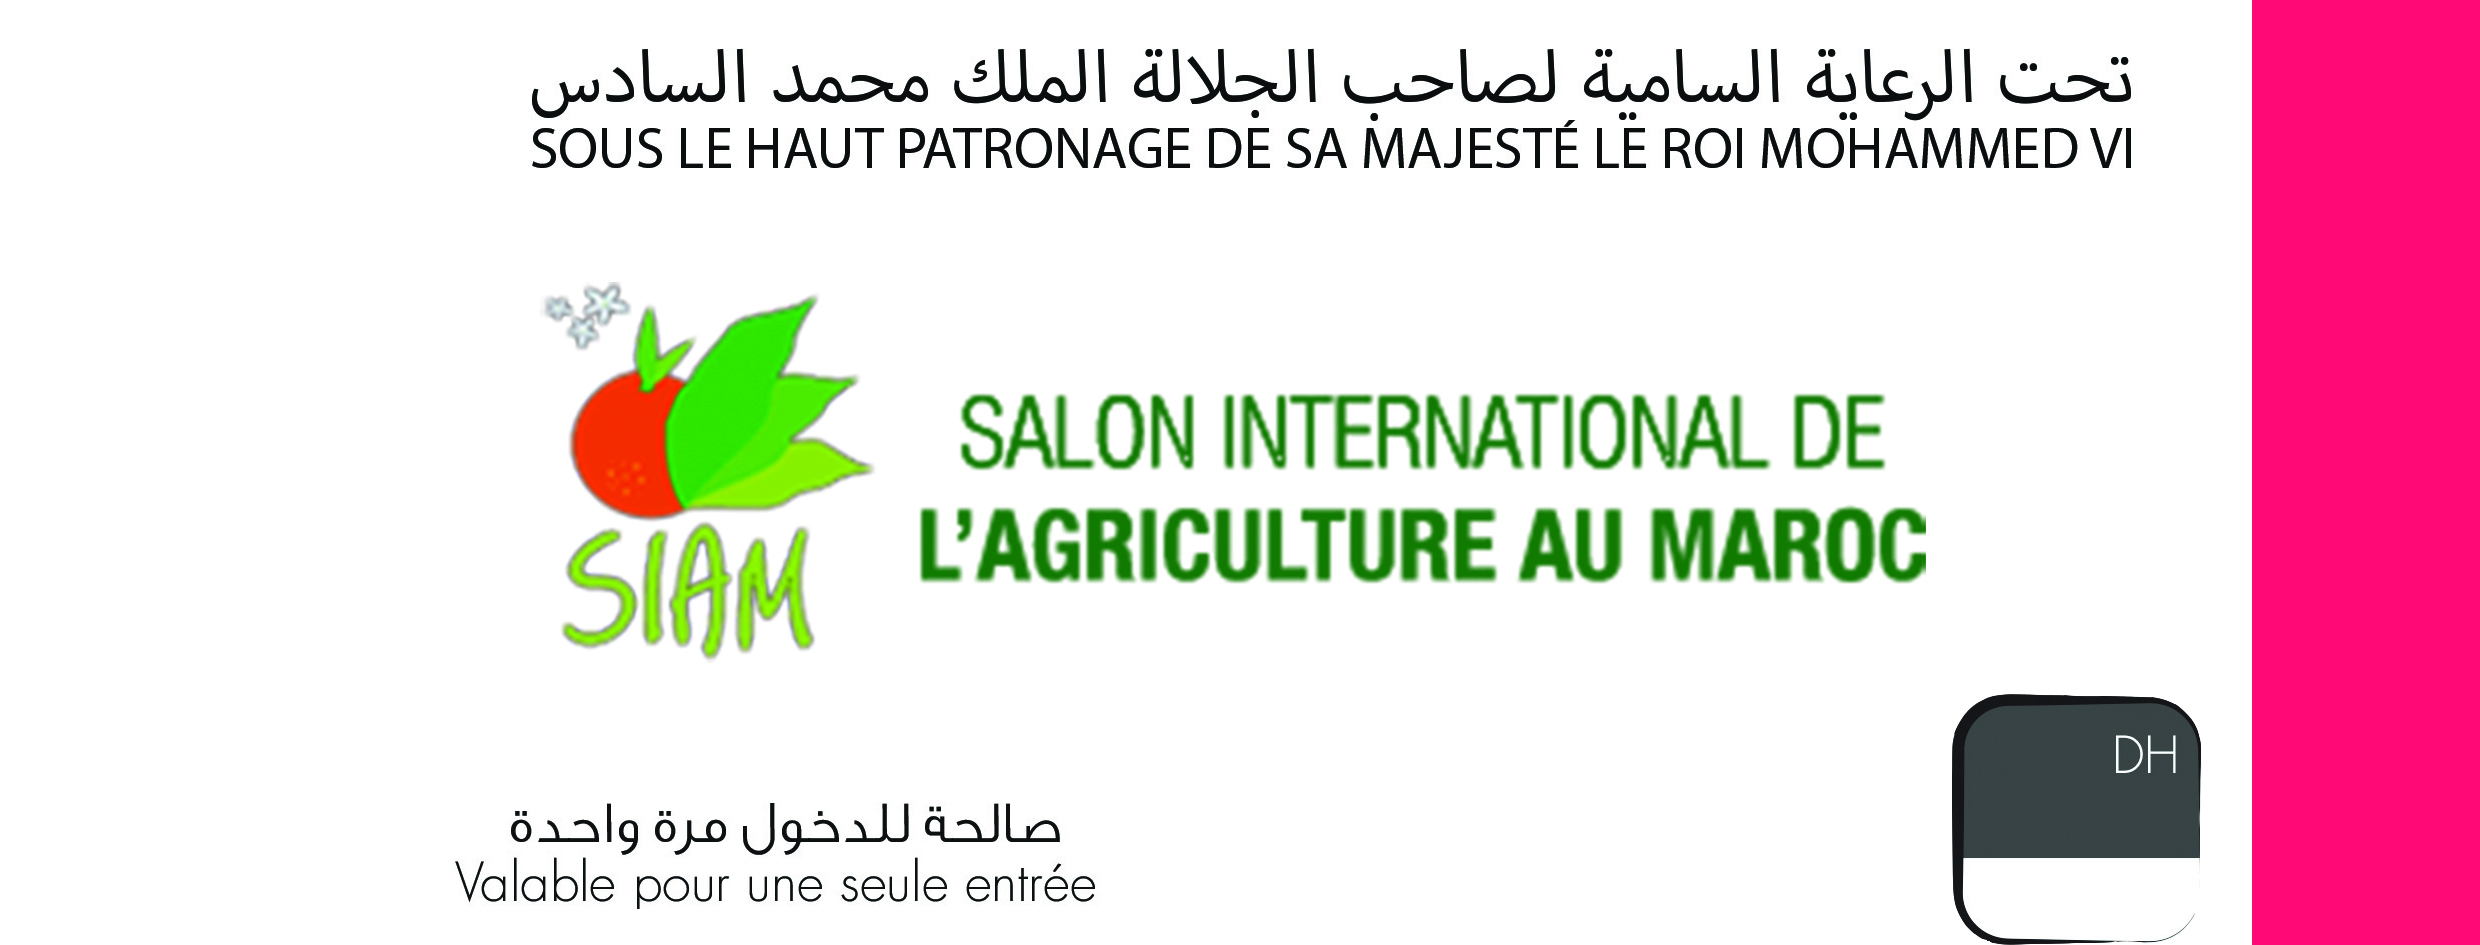 تحت الرعاية السامية لصاحب الجلالة الملك محمد السادس
SOUS LE HAUT PATRONAGE DE SA MAJESTÉ LE ROI MOHAMMED VI
SIAM
SALON INTERNATIONAL DE
L’AGRICULTURE AU MAROC
DH
صالحة للدخول مرة واحدة
Valable pour une seule entrée